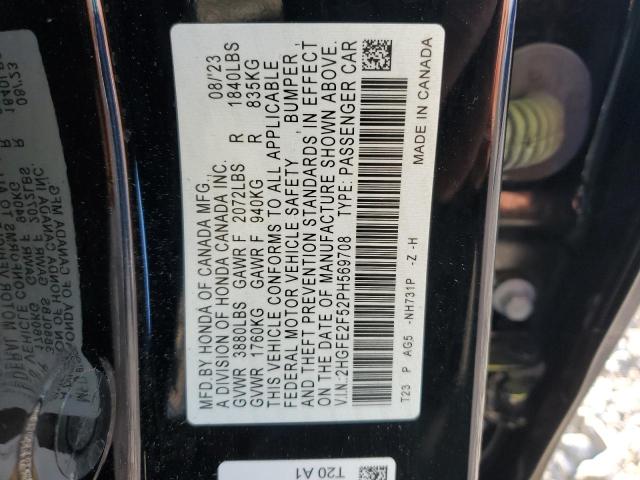 MFD.BY HONDA OF CANADA MFG. 08/'23
A DIVISION OF HONDA CANADA INC.
GVWR 3880LBS GAWR F 2072LBS R 1840LBS
GVWR 1760KG GAWR F 940KG R 835KG
THIS VEHICLE CONFORMS TO ALL APPLICABLE
FEDERAL MOTOR VEHICLE SAFETY , BUMPER ,
AND THEFT PREVENTION STANDARDS IN EFFECT
ON THE DATE OF MANUFACTURE SHOWN ABOVE.
V.I.N.:2HGFE2F52PH569708 TYPE: PASSENGER CAR
T23 P AG5 -NH731P -Z -H
MADE IN CANADA
T20 A1